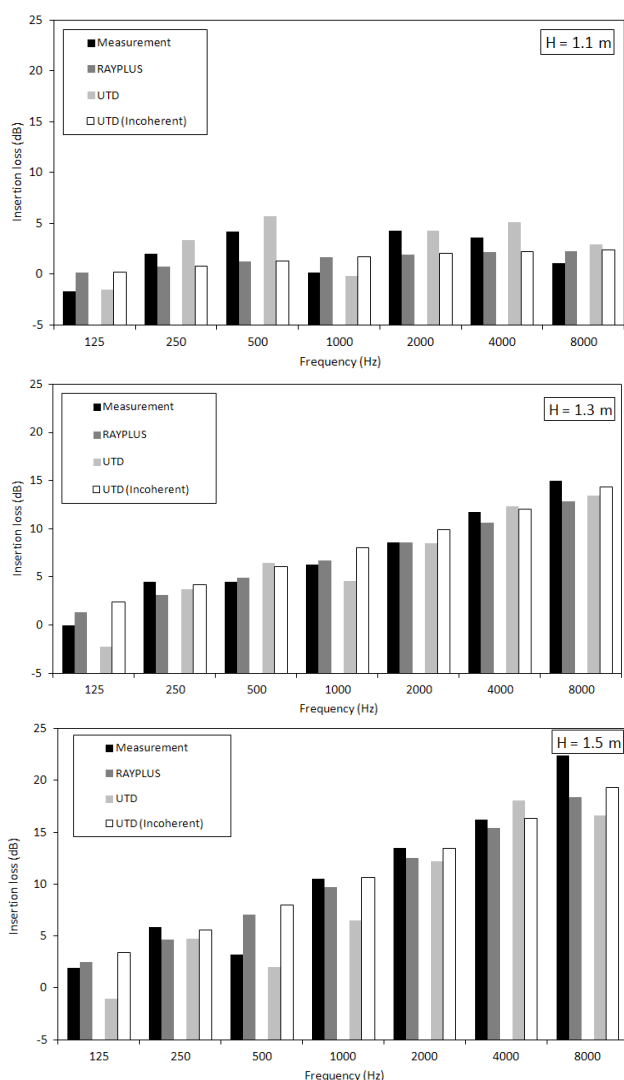 H = 1.1 m
Measurement
RAYPLUS
UTD
UTD (Incoherent)
Insertion loss (dB)
25
20
15
10
5
0
-5
125 250 500 1000 2000 4000 8000
Frequency (Hz)
H = 1.3 m
Measurement
RAYPLUS
UTD
UTD (Incoherent)
Insertion loss (dB)
25
20
15
10
5
0
-5
125 250 500 1000 2000 4000 8000
Frequency (Hz)
H = 1.5 m
Measurement
RAYPLUS
UTD
UTD (Incoherent)
Insertion loss (dB)
25
20
15
10
5
0
-5
125 250 500 1000 2000 4000 8000
Frequency (Hz)